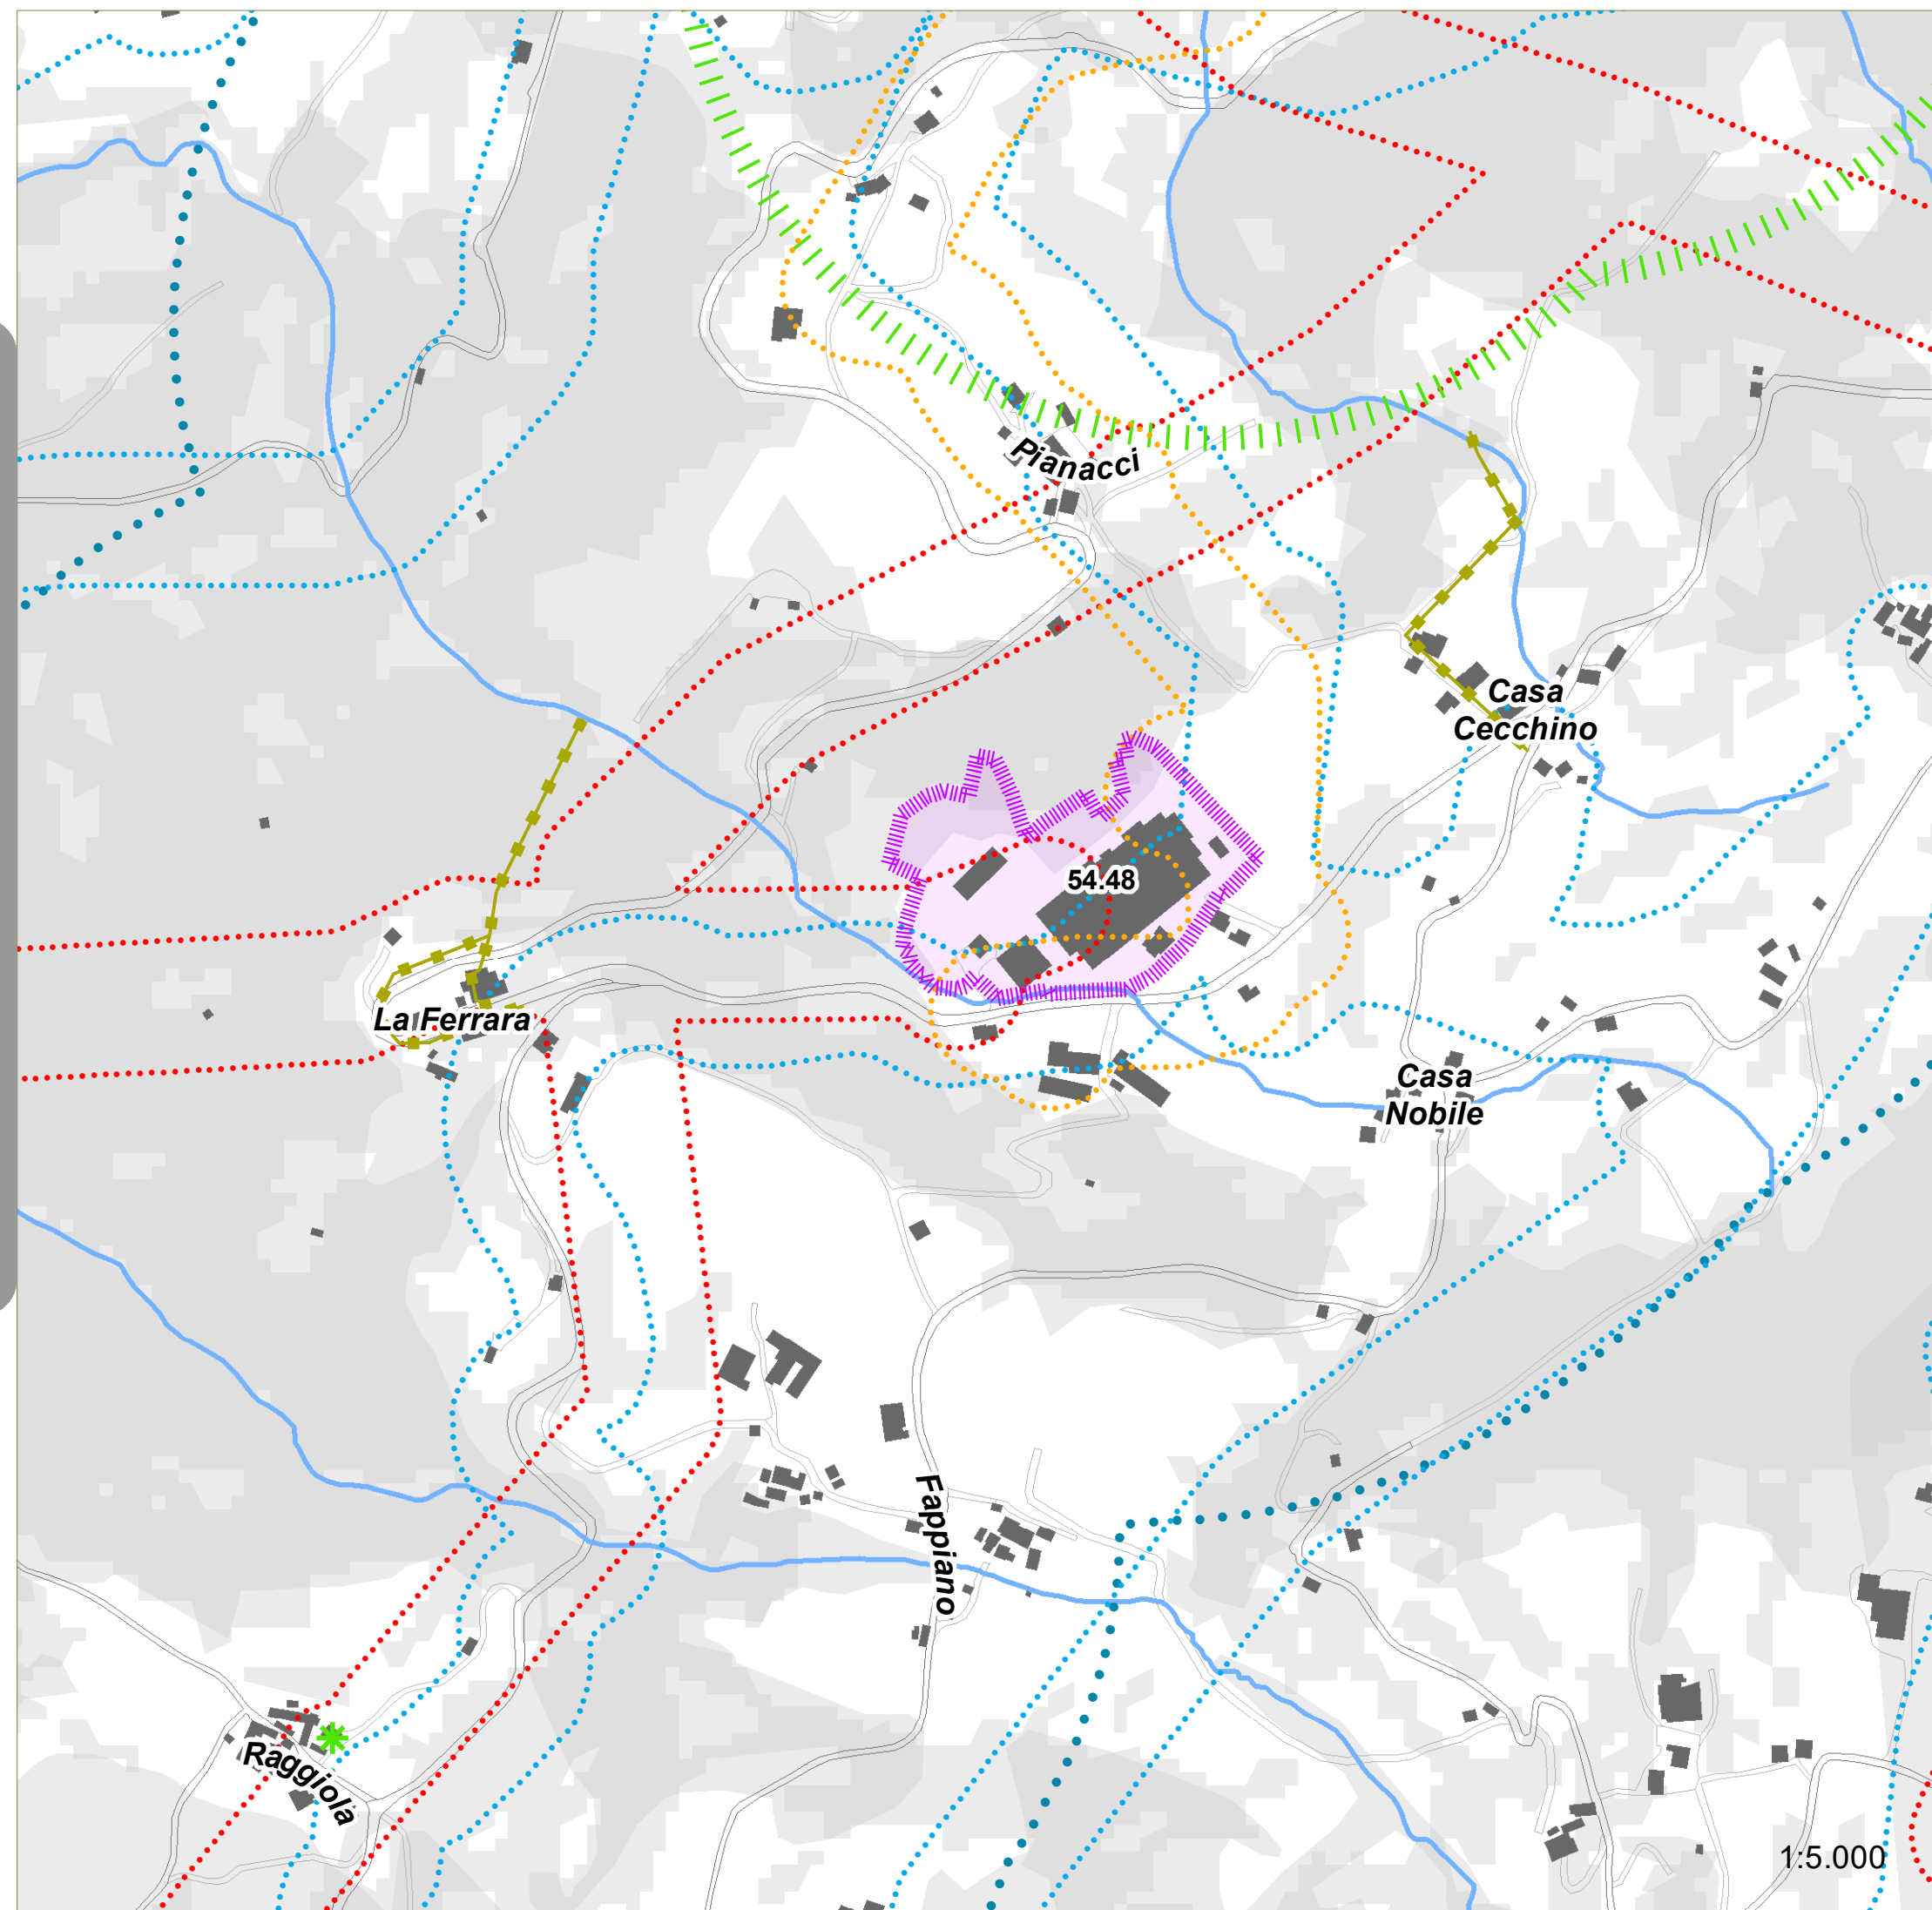 Pianacci
Casa
Cecchino
54.48
La Ferrara
Casa
Nobile
Fappiano
Raggiola
1:5.000